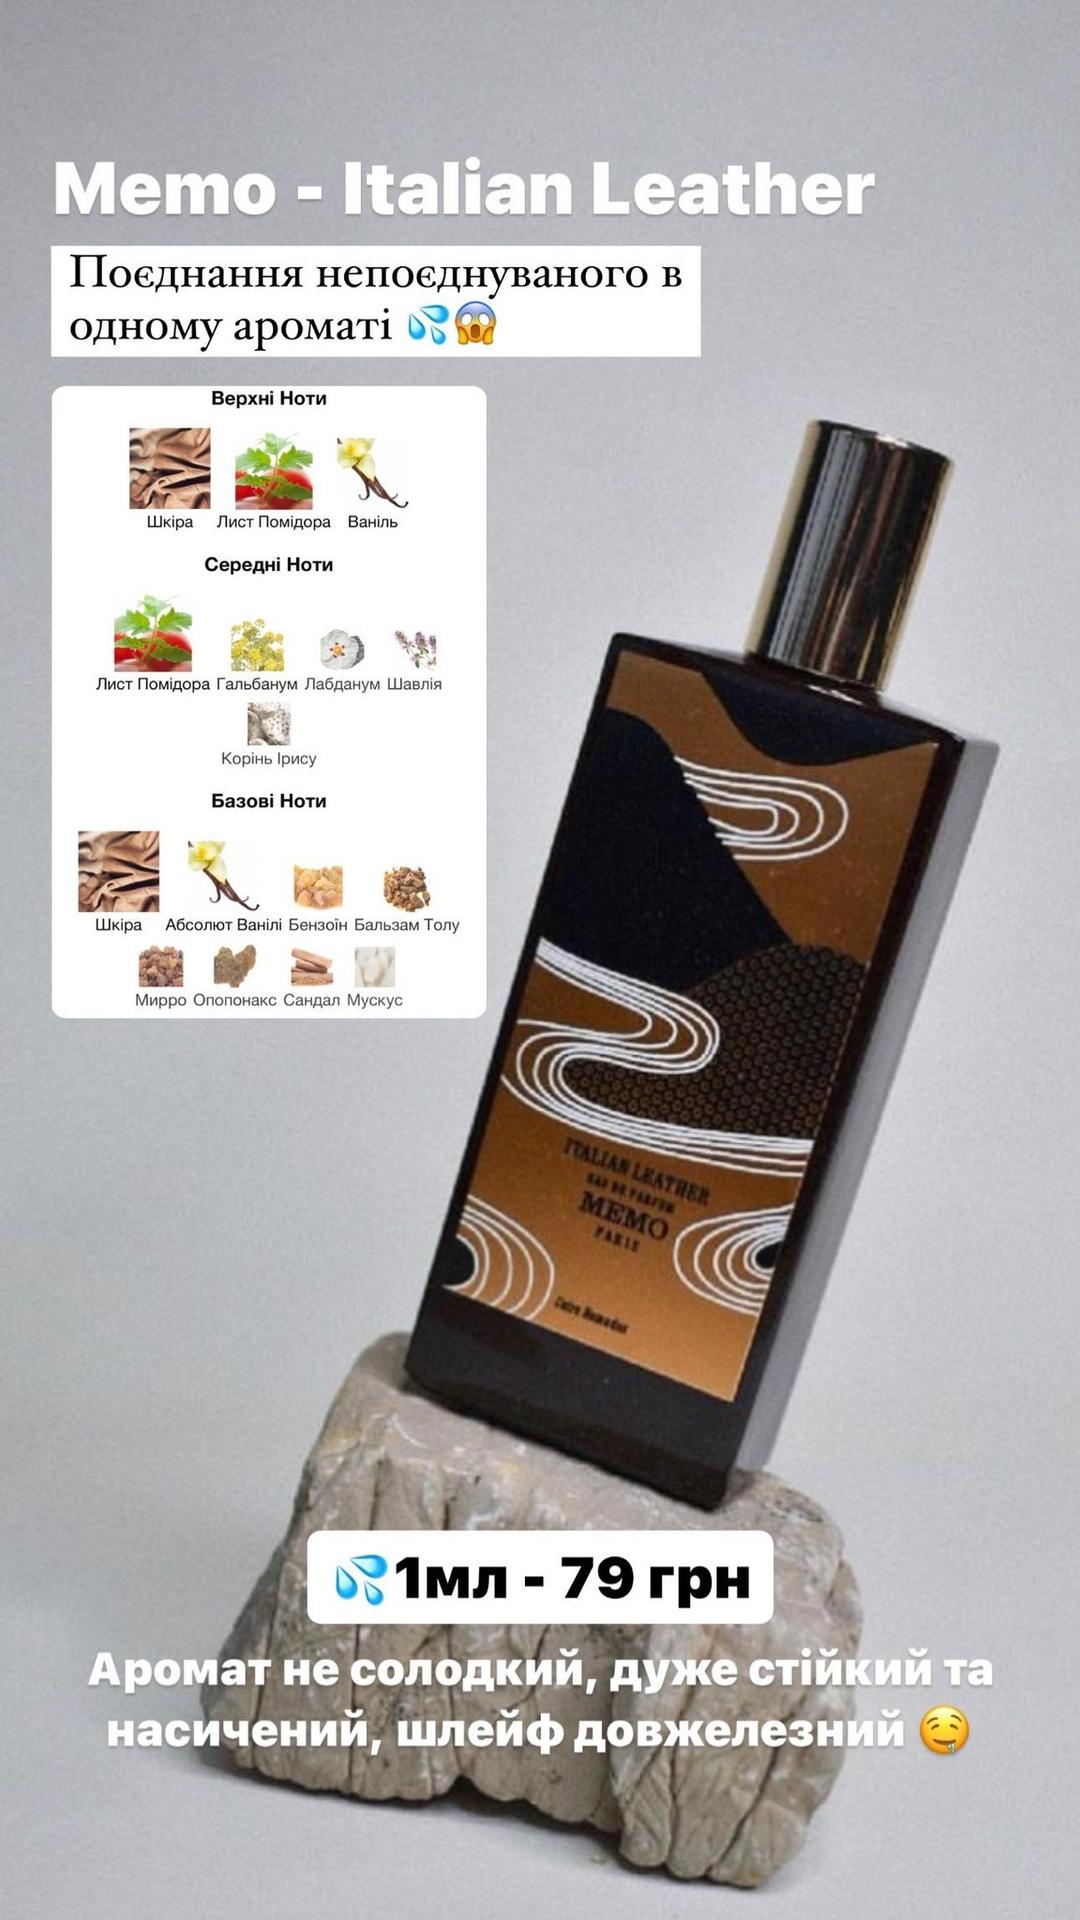 Memo - Italian Leather
Поєднання непоєднуваного в
одному ароматі 💦😱
Верхні Ноти
Шкіра Лист Помідора Ваніль
Середні Ноти
Лист Помідора Гальбанум Лабданум Шавлія
Корінь Ірису
Базові Ноти
Шкіра Абсолют Ванілі Бензоїн Бальзам Толу
Мирро Опопонакс Сандал Мускус
ITALIAN LEATHER
EAU DE PARFUM
MEMO
PARIS
Cuirs Nomades
💦1мл - 79 грн
Аромат не солодкий, дуже стійкий та
насичений, шлейф довжелезний 🤤